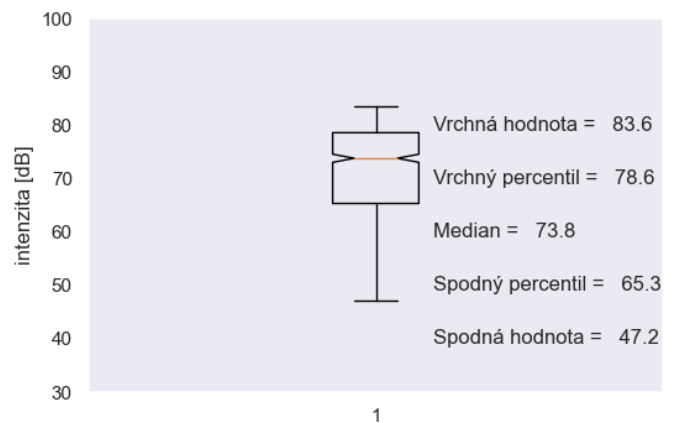 100
90
80
70
60
50
40
30
intenzita [dB]
Vrchná hodnota = 83.6
Vrchný percentil = 78.6
Median = 73.8
Spodný percentil = 65.3
Spodná hodnota = 47.2
1